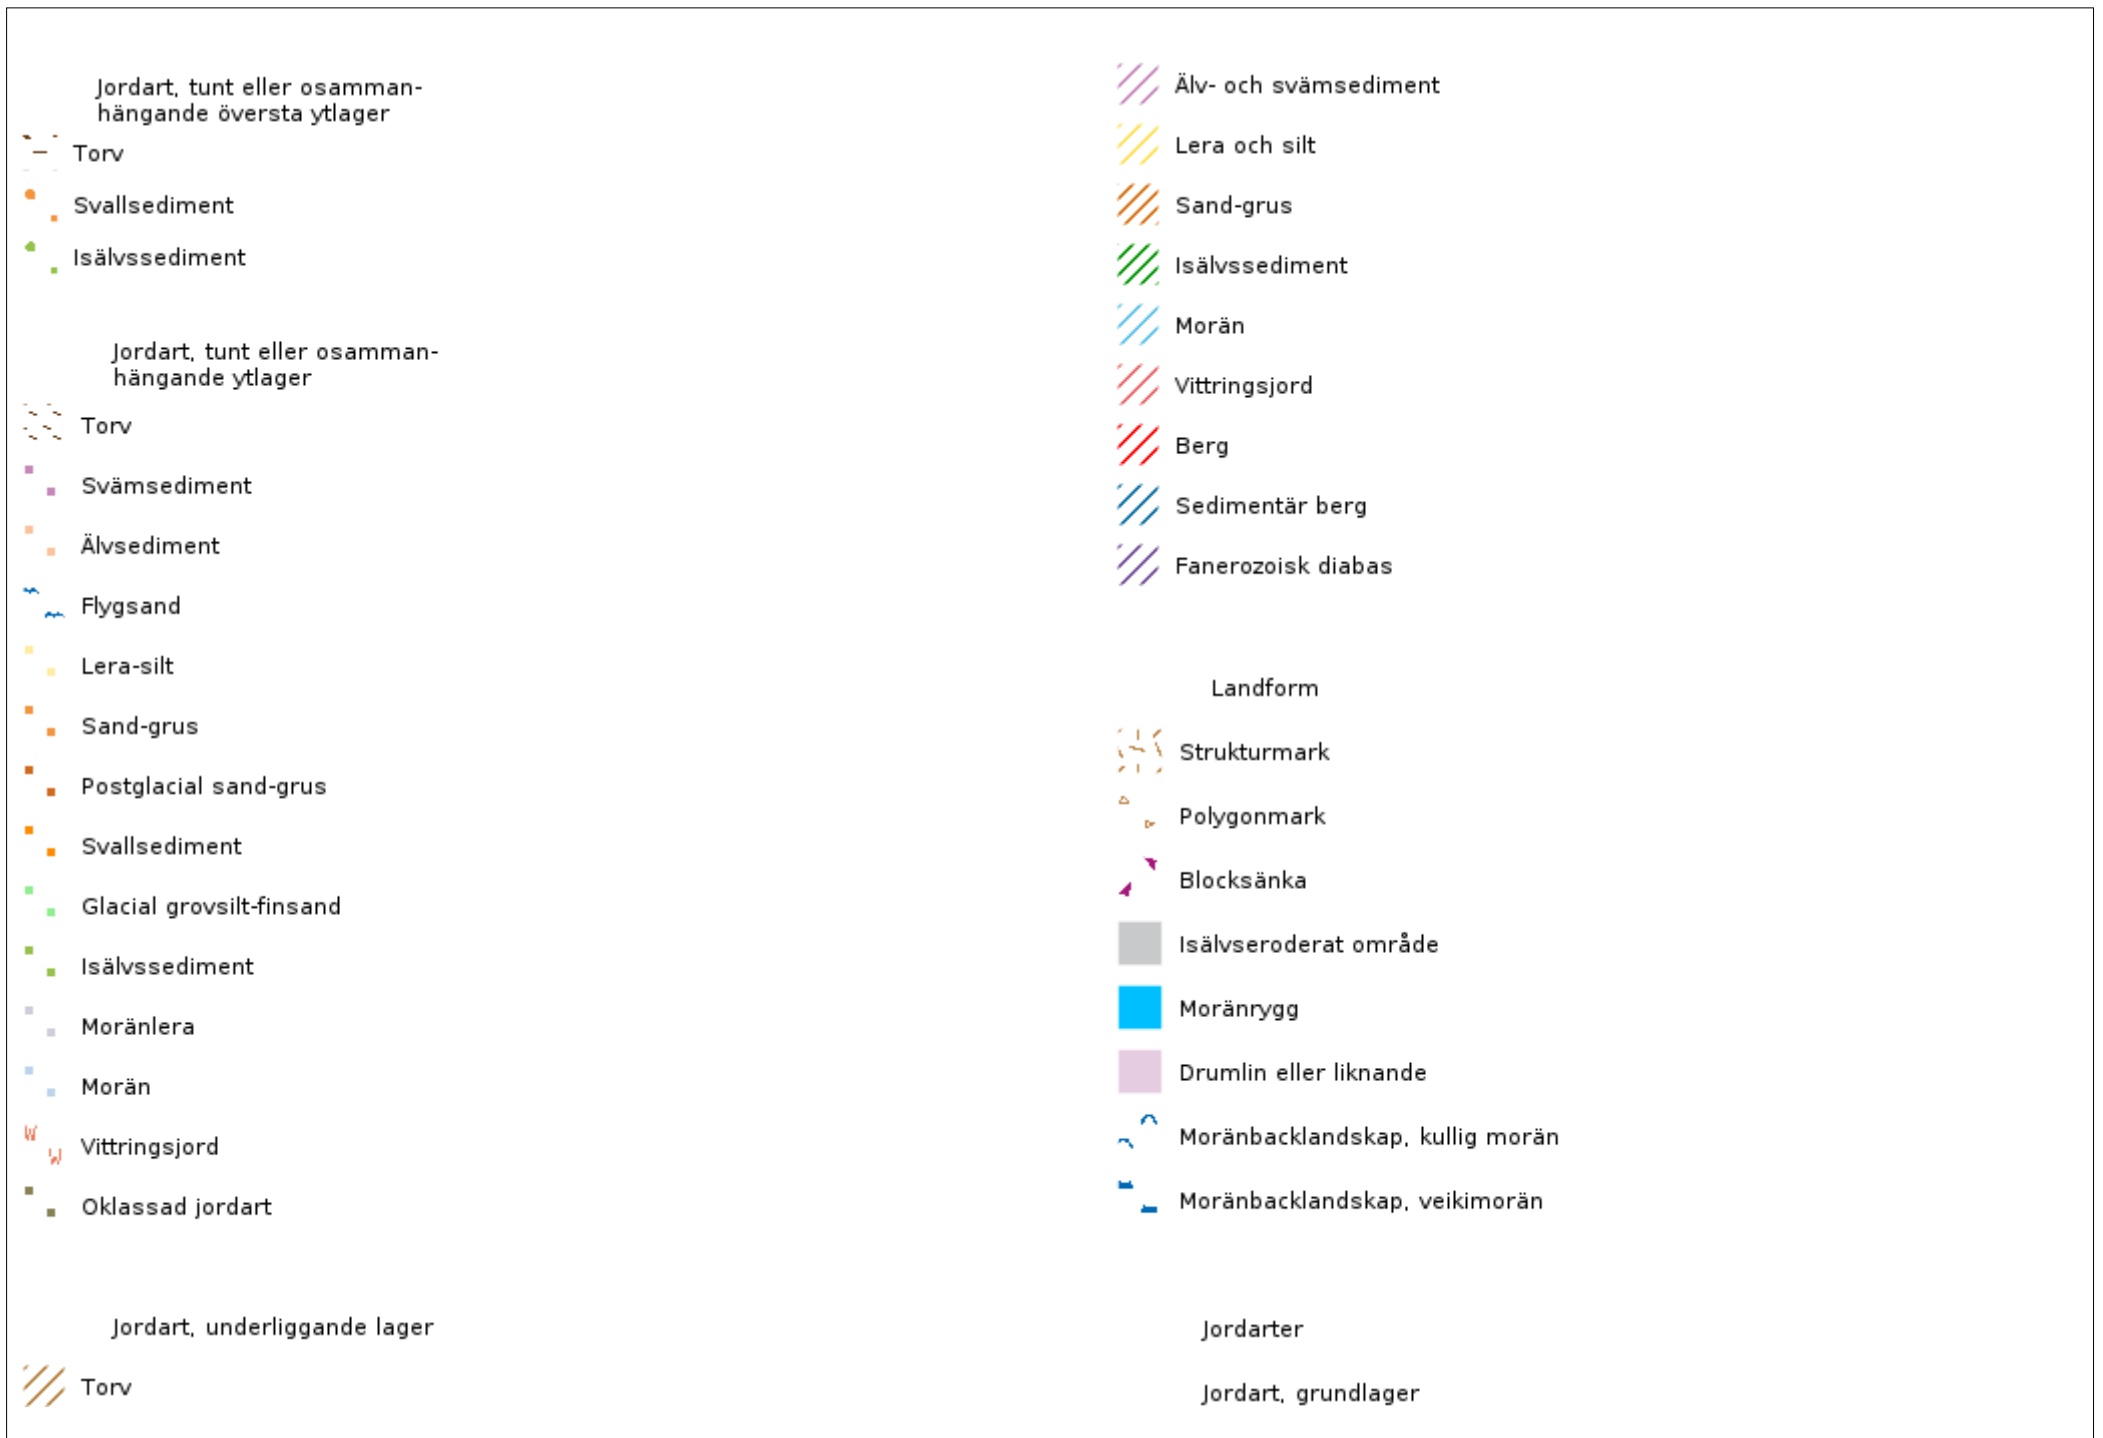 Jordart, tunt eller osamman-
hängande översta ytlager
Torv
Svallsediment
Isälvssediment
Jordart, tunt eller osamman-
hängande ytlager
Torv
Svämsediment
Älvsediment
Flygsand
Lera-silt
Sand-grus
Postglacial sand-grus
Svallsediment
Glacial grovsilt-finsand
Isälvssediment
Moränlera
Morän
Vittringsjord
Oklassad jordart
Jordart, underliggande lager
Torv
Älv- och svämsediment
Lera och silt
Sand-grus
Isälvssediment
Morän
Vittringsjord
Berg
Sedimentär berg
Fanerozoisk diabas
Landform
Strukturmark
Polygonmark
Blocksänka
Isälvseroderat område
Moränrygg
Drumlin eller liknande
Moränbacklandskap, kullig morän
Moränbacklandskap, veikimorän
Jordarter
Jordart, grundlager